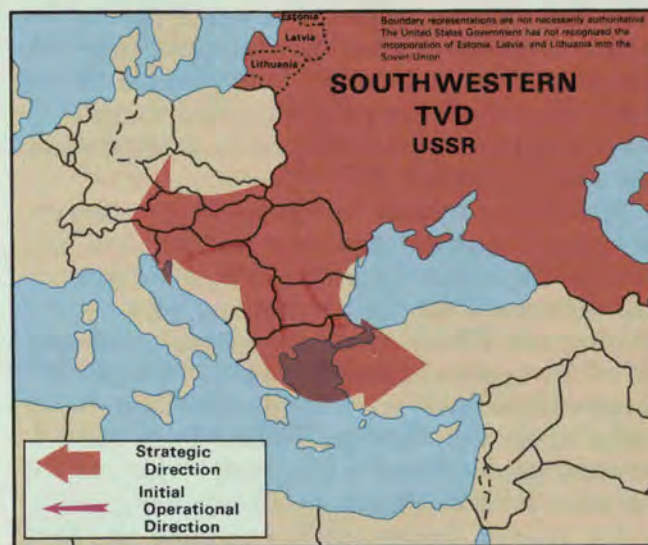 Boundary representations are not necessarily authoritative
The United States Government has not recognized the
incorporation of Estonia, Latvia, and Lithuania into the
Soviet Union
Estonia
Latvia
Lithuania
SOUTHWESTERN
TVD
USSR
Strategic
Direction
Initial
Operational
Direction